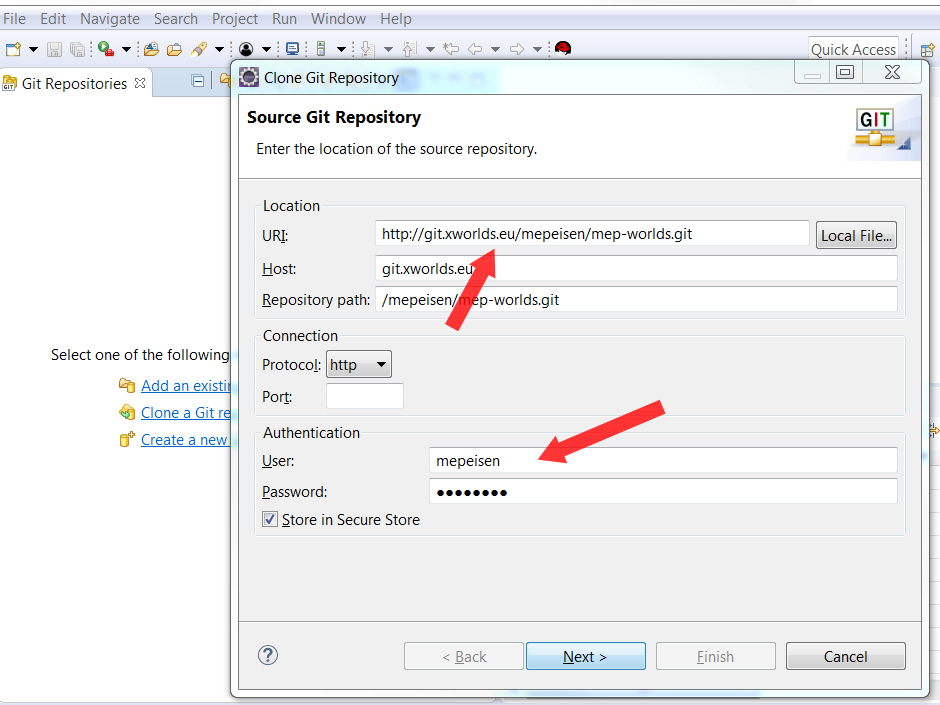 File Edit Navigate Search Project Run Window Help
Quick Access
Git Repositories
Clone Git Repository
Source Git Repository
Enter the location of the source repository.
GIT
Location
URI: http://git.xworlds.eu/mepeisen/mep-worlds.git Local File...
Host: git.xworlds.eu
Repository path: /mepeisen/mep-worlds.git
Connection
Select one of the following
Protocol: http
Add an existin
Port:
Clone a Git re
Authentication
Create a new
User: mepeisen
Password: ●●●●●●●●
Store in Secure Store
? < Back Next > Finish Cancel